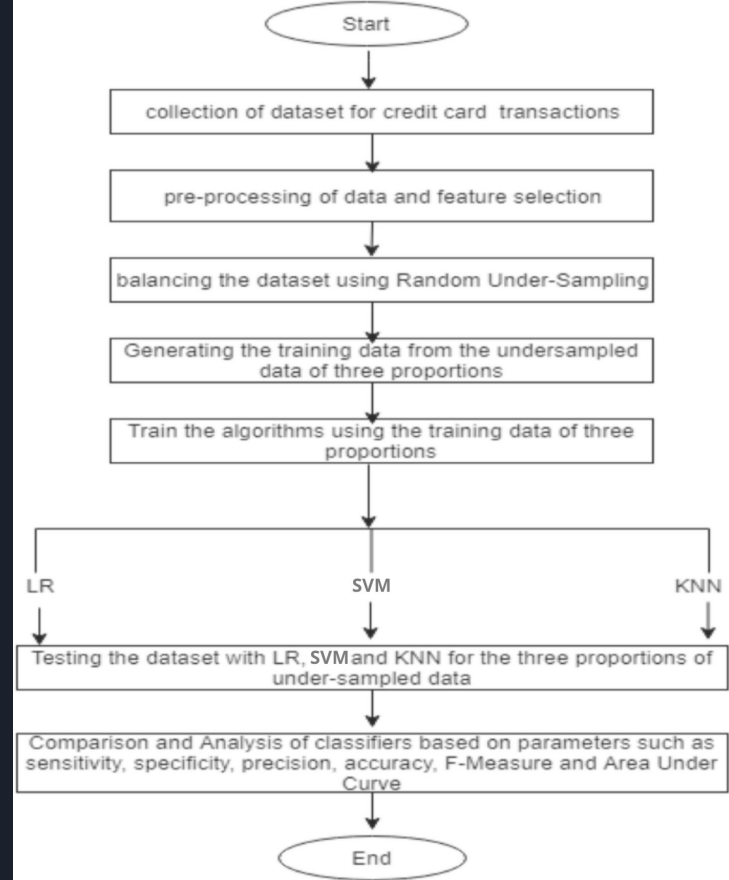 Start
collection of dataset for credit card transactions
pre-processing of data and feature selection
balancing the dataset using Random Under-Sampling
Generating the training data from the undersampled
data of three proportions
Train the algorithms using the training data of three
proportions
LR
SVM
KNN
Testing the dataset with LR, SVM and KNN for the three proportions of
under-sampled data
Comparison and Analysis of classifiers based on parameters such as
sensitivity, specificity, precision, accuracy, F-Measure and Area Under
Curve
End